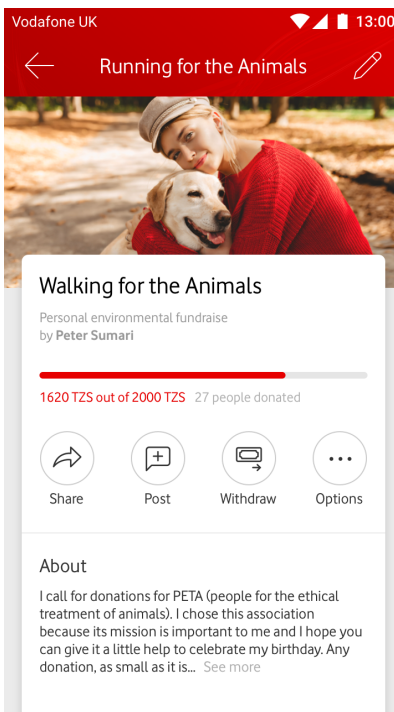 Vodafone UK 13:00
Running for the Animals
Walking for the Animals
Personal environmental fundraise
by Peter Sumari
1620 TZS out of 2000 TZS 27 people donated
Share Post Withdraw Options
About
I call for donations for PETA (people for the ethical
treatment of animals). I chose this association
because its mission is important to me and I hope you
can give it a little help to celebrate my birthday. Any
donation, as small as it is... See more